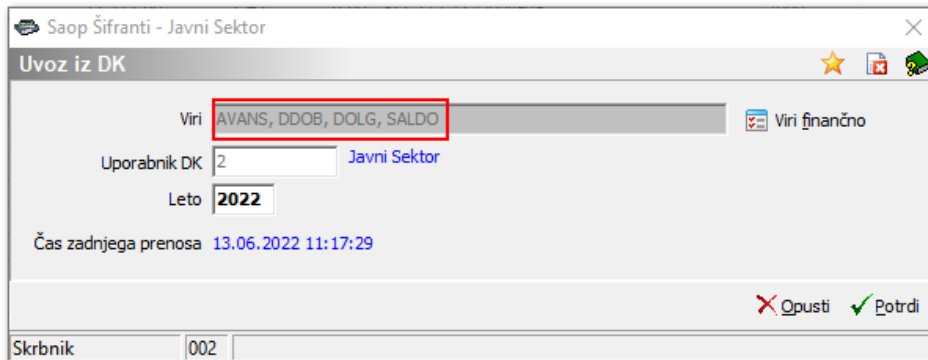 Saop Šifranti - Javni Sektor
Uvoz iz DK
Viri AVANS, DDOB, DOLG, SALDO Viri finančno
Uporabnik DK 2 Javni Sektor
Leto 2022
Čas zadnjega prenosa 13.06.2022 11:17:29
Opusti Potrdi
Skrbnik 002